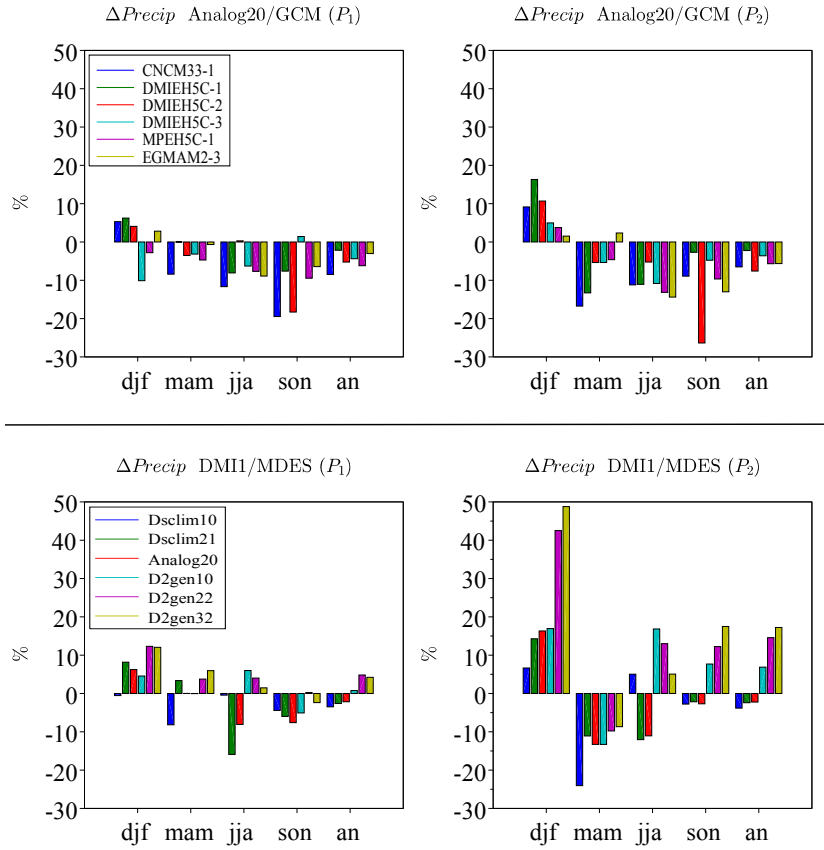 ΔPrecip Analog20/GCM (P₁)
50
40
30
20
10
0
-10
-20
-30
%
CNCM33-1
DMIEH5C-1
DMIEH5C-2
DMIEH5C-3
MPEH5C-1
EGMAM2-3
djf mam jja son an
ΔPrecip Analog20/GCM (P₂)
50
40
30
20
10
0
-10
-20
-30
%
djf mam jja son an
ΔPrecip DMI1/MDES (P₁)
50
40
30
20
10
0
-10
-20
-30
%
Dsclim10
Dsclim21
Analog20
D2gen10
D2gen22
D2gen32
djf mam jja son an
ΔPrecip DMI1/MDES (P₂)
50
40
30
20
10
0
-10
-20
-30
%
djf mam jja son an